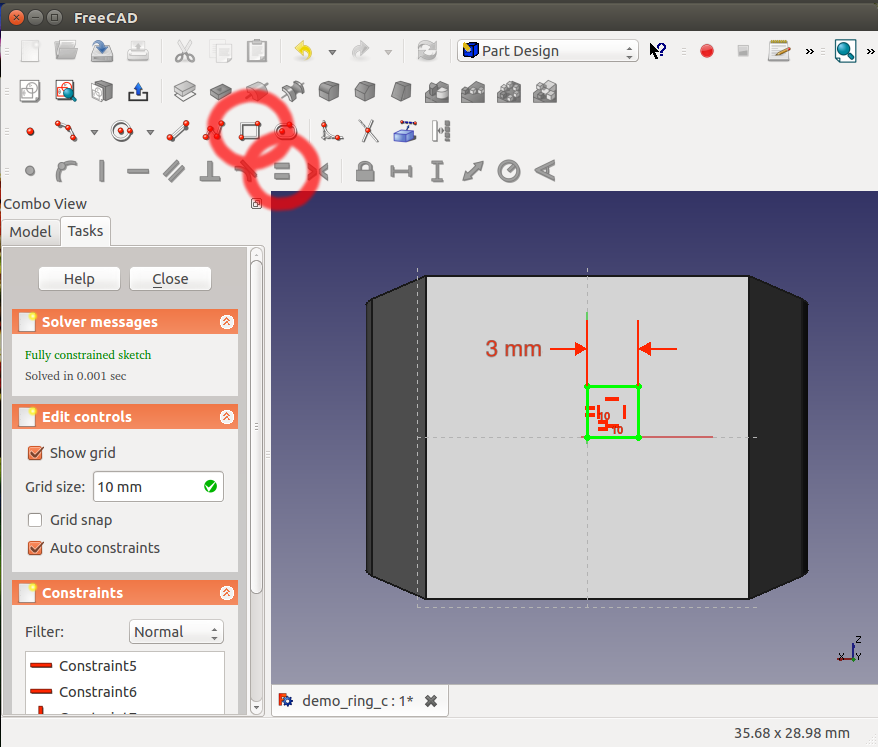 FreeCAD
Part Design
»
»
Combo View
Model
Tasks
Help
Close
Solver messages
Fully constrained sketch
Solved in 0.001 sec
Edit controls
Show grid
Grid size:
10 mm
Grid snap
Auto constraints
Constraints
Filter:
Normal
Constraint5
Constraint6
3 mm
10
10
Z
X
Y
demo_ring_c : 1*
35.68 x 28.98 mm